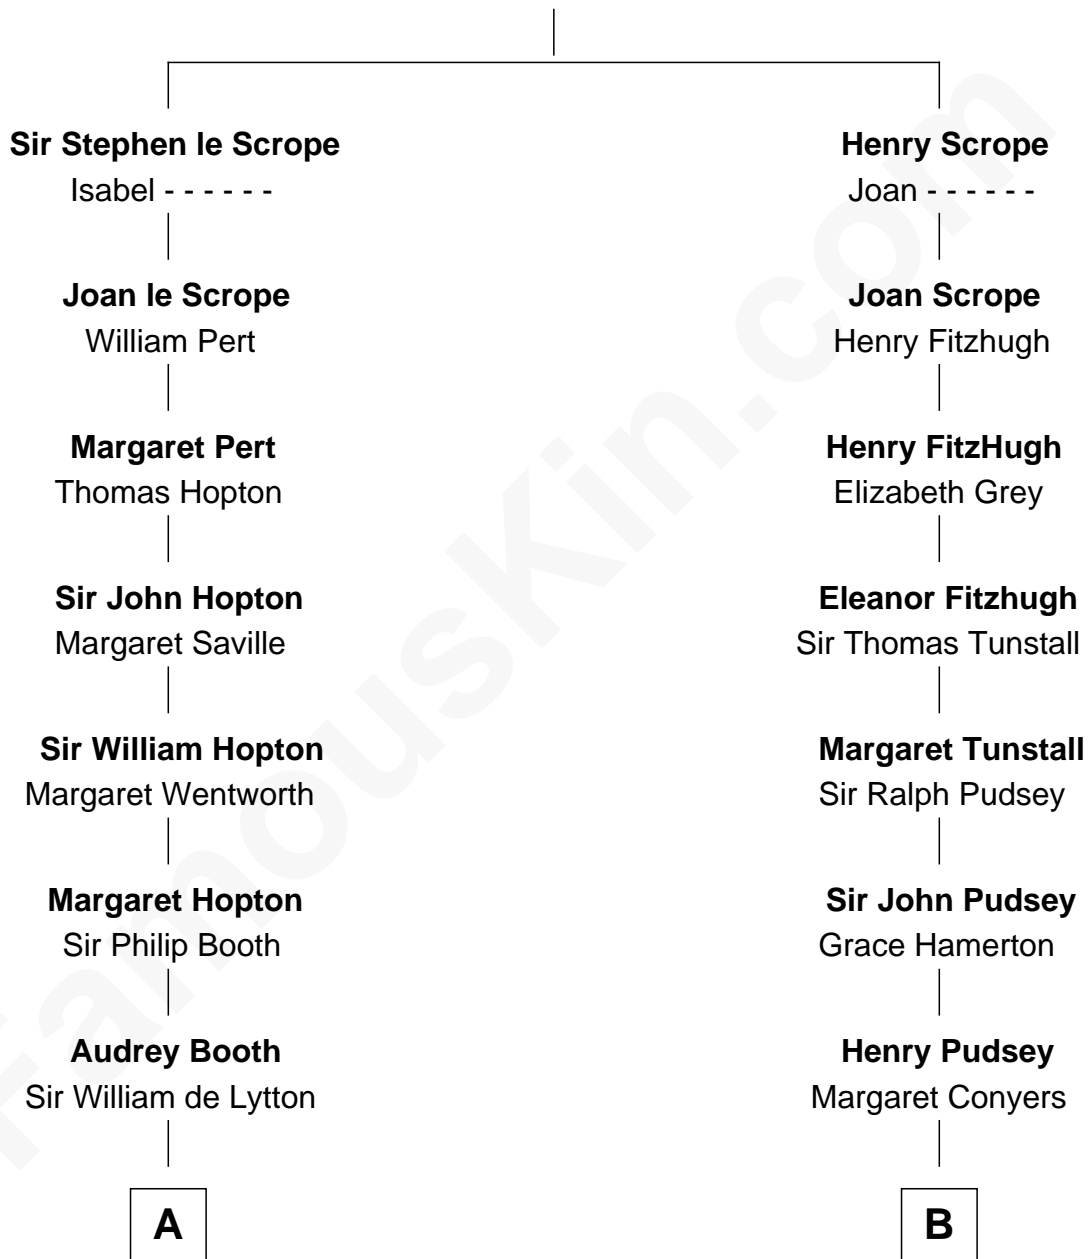 Sir Stephen le Scrope
Isabel - - - - - -
Joan le Scrope
William Pert
Margaret Pert
Thomas Hopton
Sir John Hopton
Margaret Saville
Sir William Hopton
Margaret Wentworth
Margaret Hopton
Sir Philip Booth
Audrey Booth
Sir William de Lytton
A
Henry Scrope
Joan - - - - - -
Joan Scrope
Henry Fitzhugh
Henry FitzHugh
Elizabeth Grey
Eleanor Fitzhugh
Sir Thomas Tunstall
Margaret Tunstall
Sir Ralph Pudsey
Sir John Pudsey
Grace Hamerton
Henry Pudsey
Margaret Conyers
B
FamousKin.com